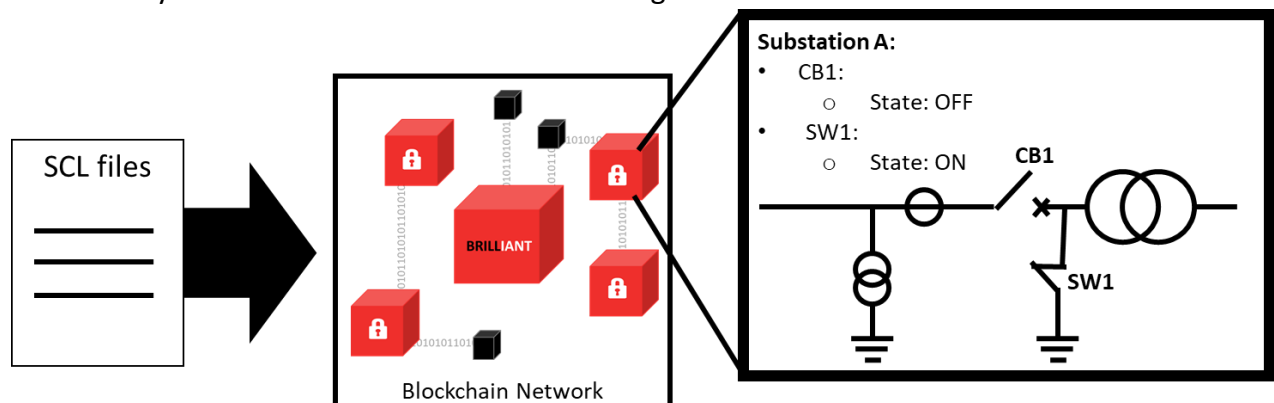 SCL files
BRILLIANT
Blockchain Network
Substation A:
• CB1:
o State: OFF
• SW1:
o State: ON
CB1
SW1